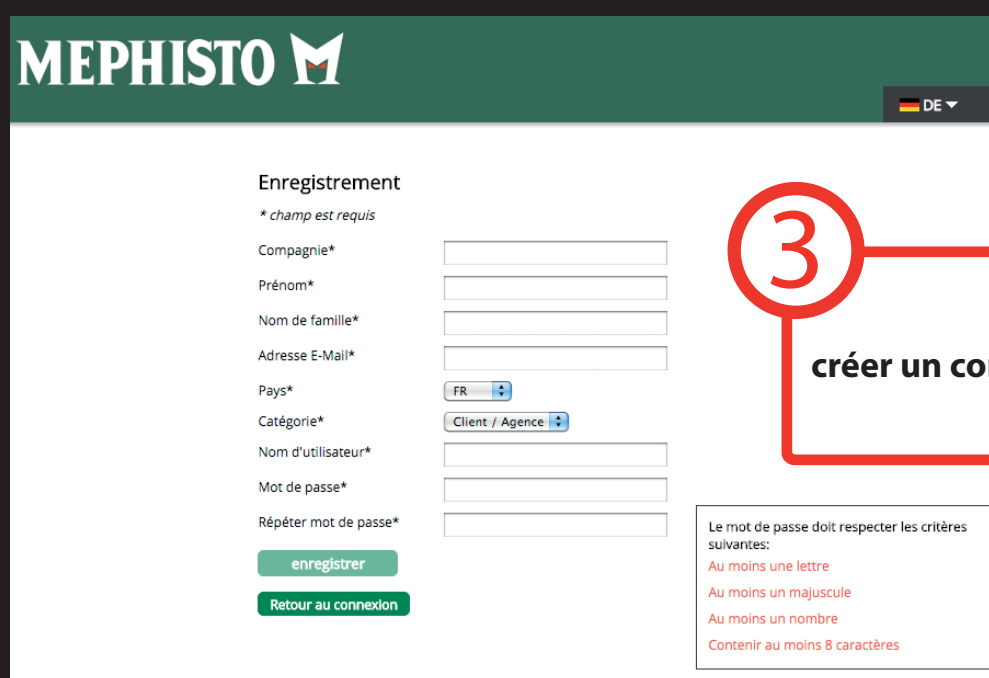 MEPHISTO
DE
Enregistrement
* champ est requis
Compagnie*
Prénom*
Nom de famille*
Adresse E-Mail*
Pays*
FR
Catégorie*
Client / Agence
Nom d'utilisateur*
Mot de passe*
Répéter mot de passe*
enregistrer
Retour au connexion
3
créer un
Le mot de passe doit respecter les critères
suivantes:
Au moins une lettre
Au moins un majuscule
Au moins un nombre
Contenir au moins 8 caractères